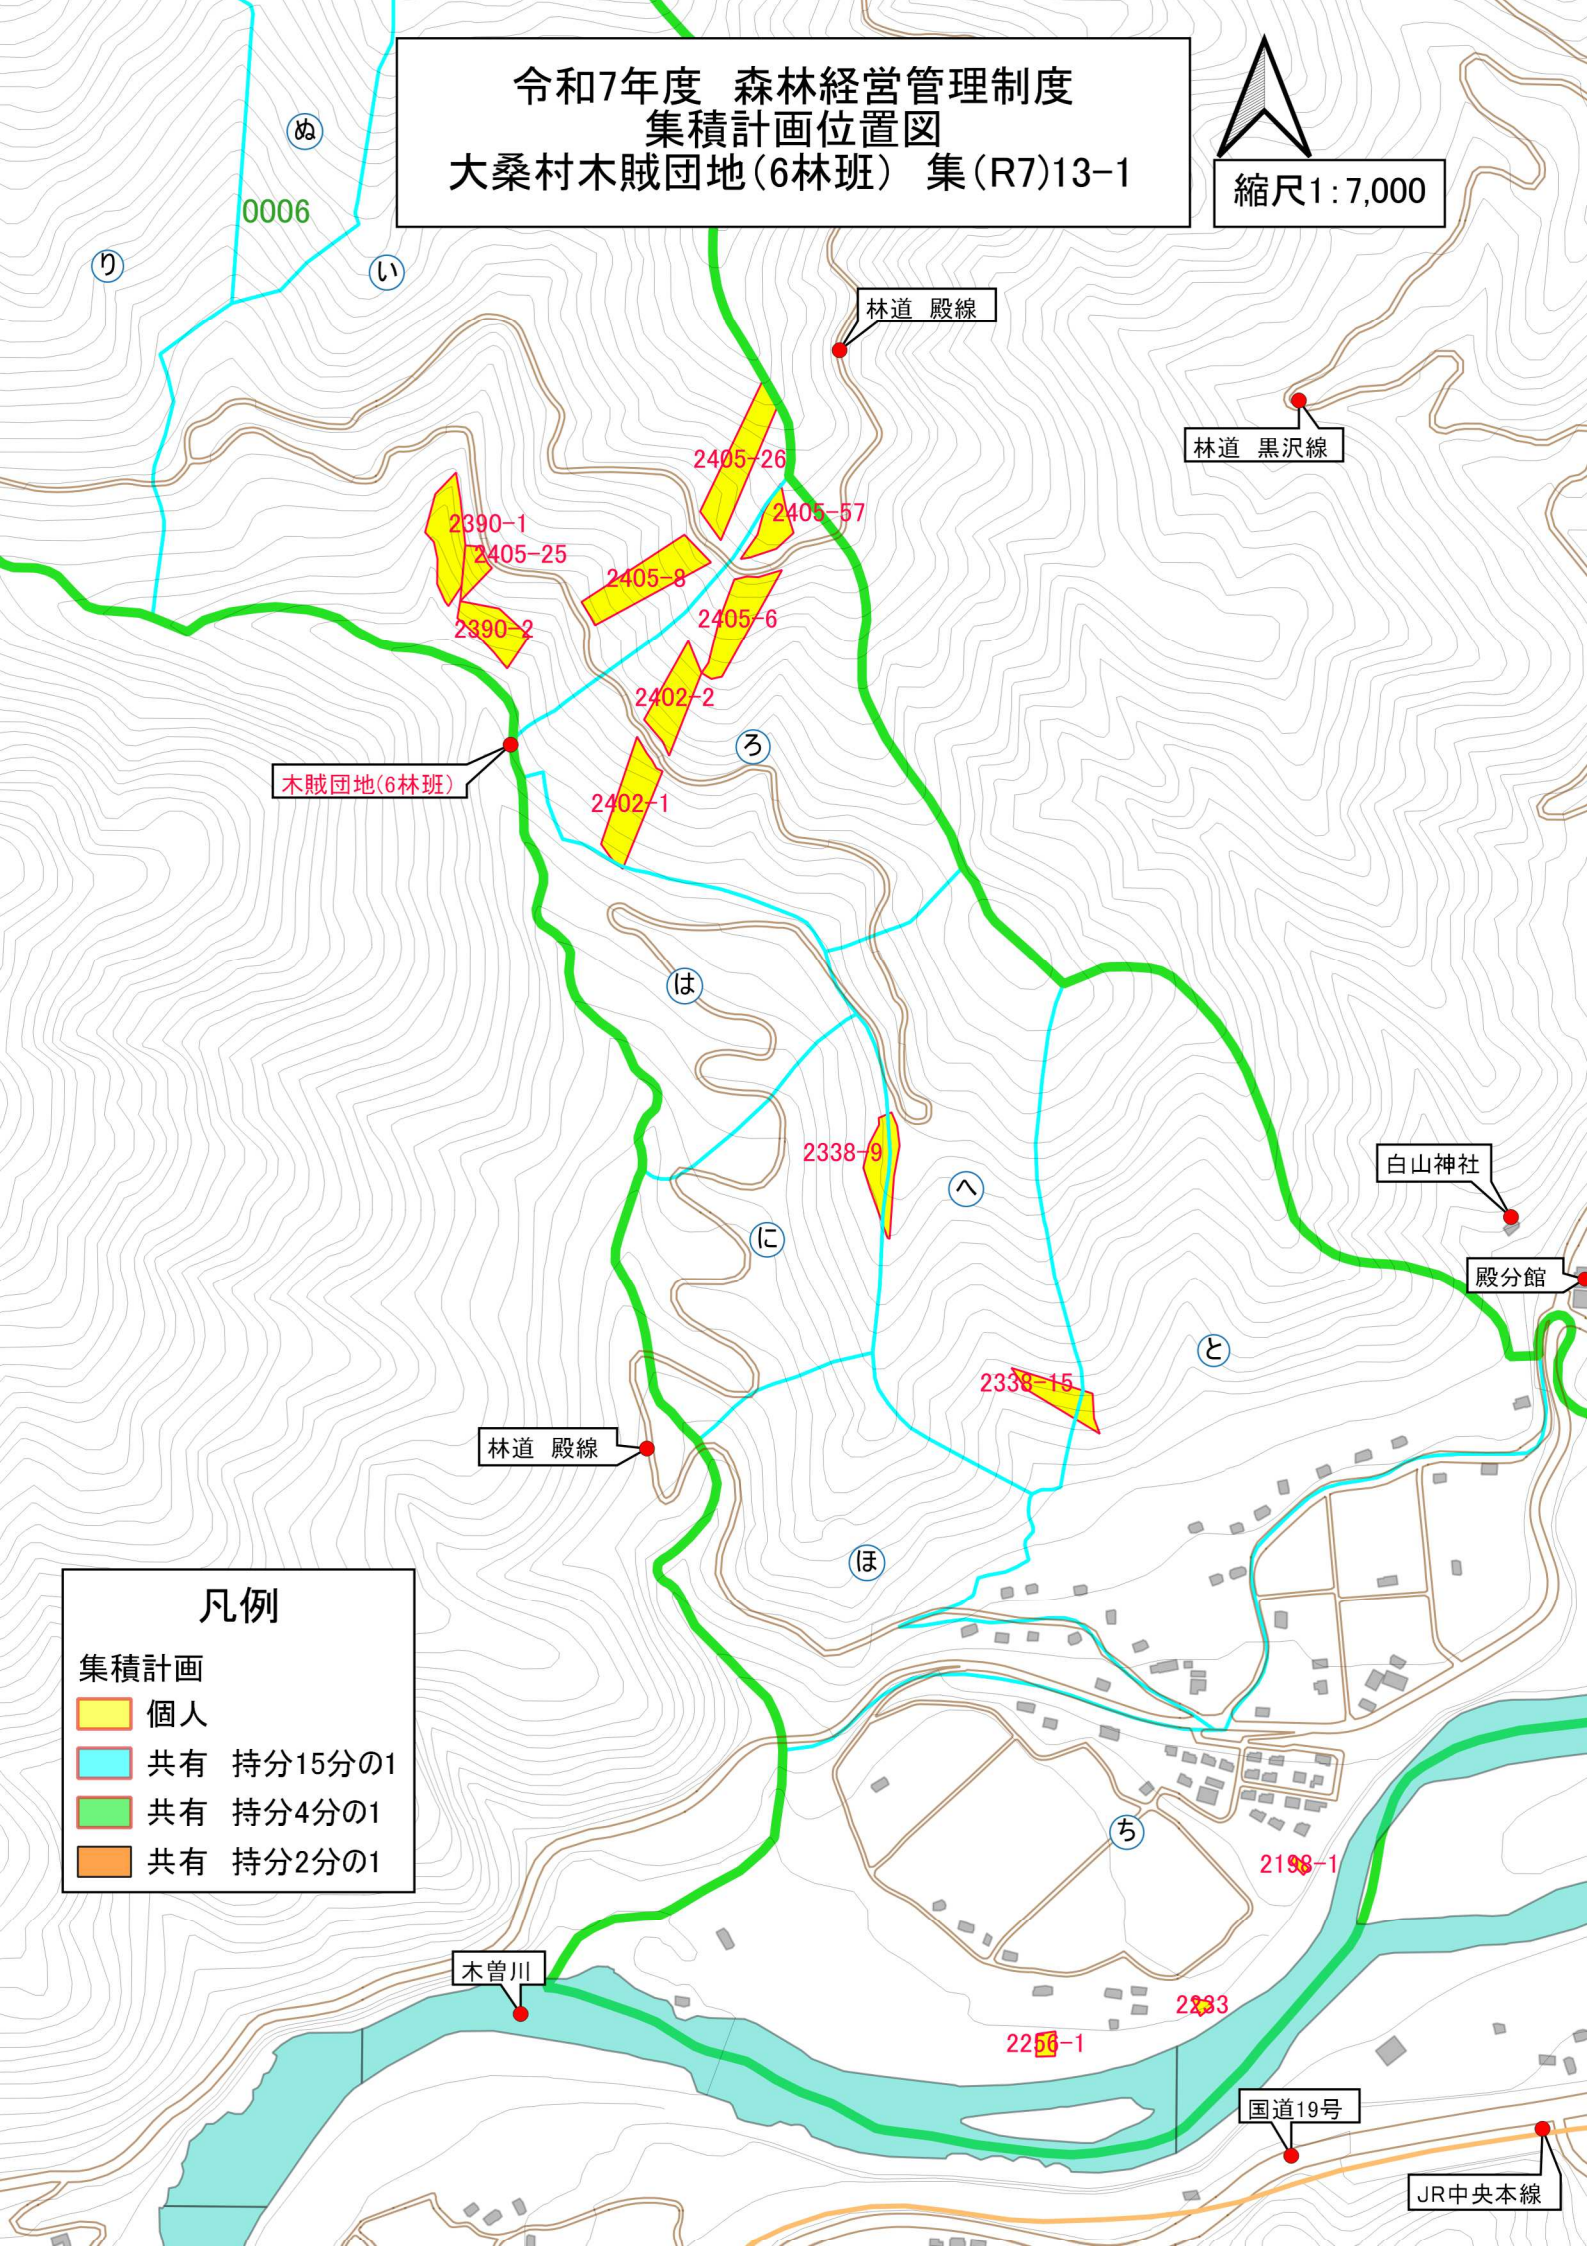 令和7年度　森林経営管理制度
集積計画位置図
大桑村木賊団地(6林班)　集(R7)13-1
縮尺1:7,000
ぬ
0006
り
い
林道　殿線
林道　黒沢線
2405-26
2405-57
2390-1
2405-25
2405-8
2405-6
2390-2
2402-2
ろ
木賊団地(6林班)
2402-1
は
2338-9
白山神社
へ
に
殿分館
と
2338-15
林道　殿線
ほ
凡例
集積計画
個人
共有　持分15分の1
共有　持分4分の1
共有　持分2分の1
ち
2198-1
木曽川
2233
2256-1
国道19号
JR中央本線